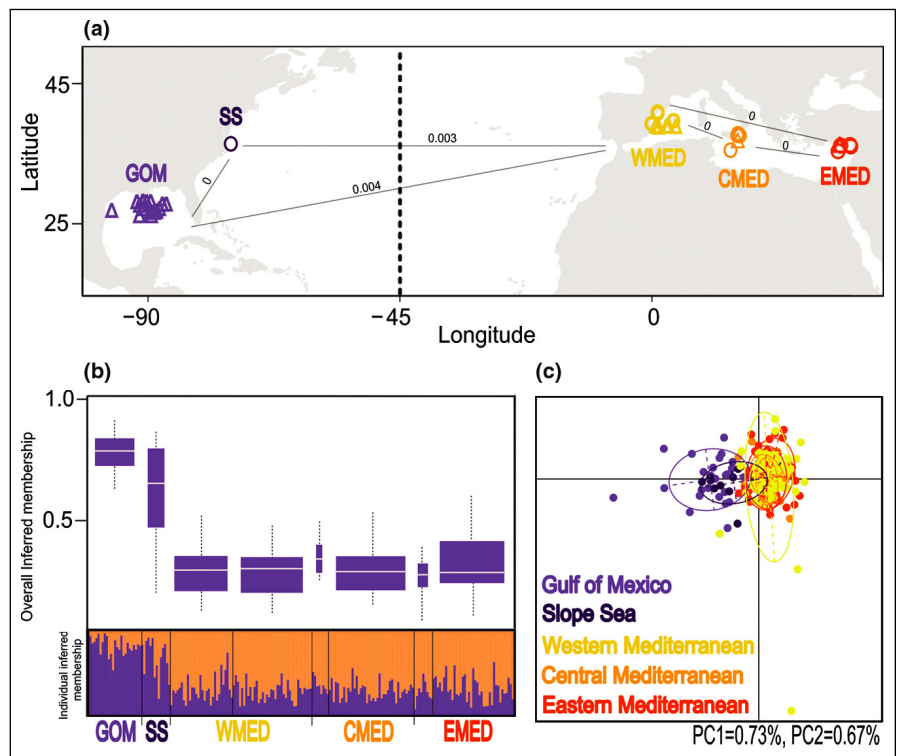 (a)
45
25
Latitude
SS
GOM
0
0.003
0.004
WMED
0
0
CMED
0
EMED
−90
−45
0
Longitude
(b)
1.0
0.5
Overall Inferred membership
Individual inferred
membership
GOM SS WMED CMED EMED
(c)
Gulf of Mexico
Slope Sea
Western Mediterranean
Central Mediterranean
Eastern Mediterranean
PC1=0.73%, PC2=0.67%